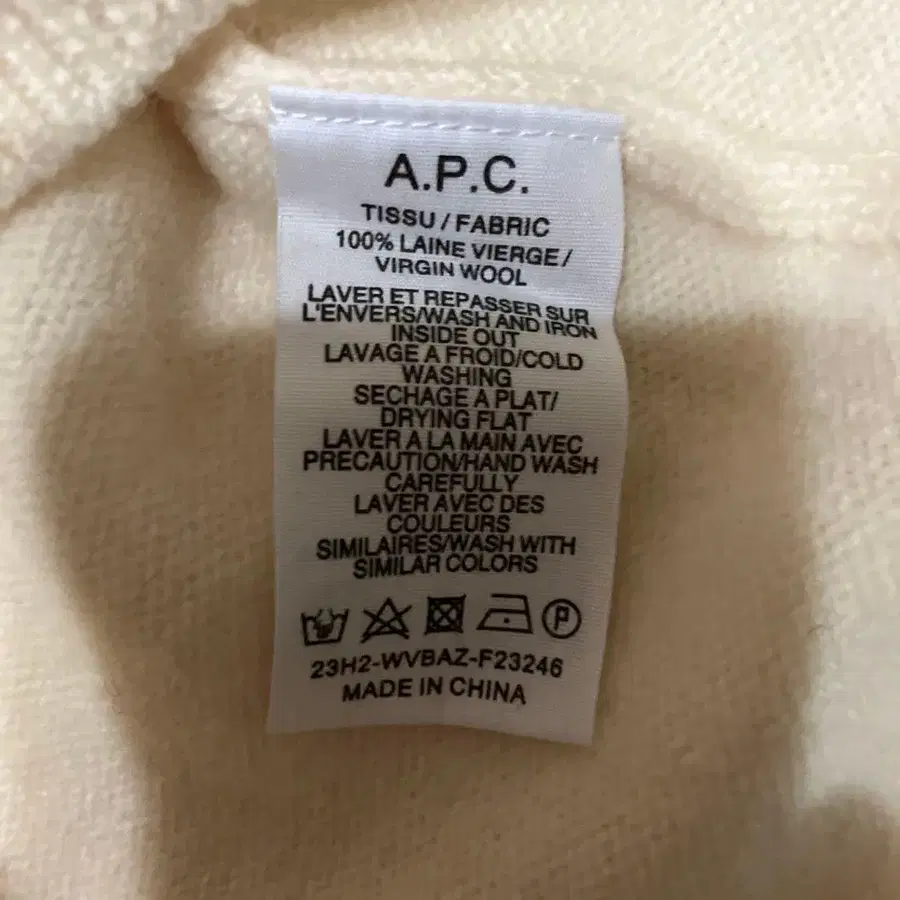 A.P.C.
TISSU / FABRIC
100% LAINE VIERGE /
VIRGIN WOOL
LAVER ET REPASSER SUR
L'ENVERS/WASH AND IRON
INSIDE OUT
LAVAGE A FROID/COLD
WASHING
SECHAGE A PLAT/
DRYING FLAT
LAVER A LA MAIN AVEC
PRECAUTION/HAND WASH
CAREFULLY
LAVER AVEC DES
COULEURS
SIMILAIRES/WASH WITH
SIMILAR COLORS
P
23H2-WVBAZ-F23246
MADE IN CHINA